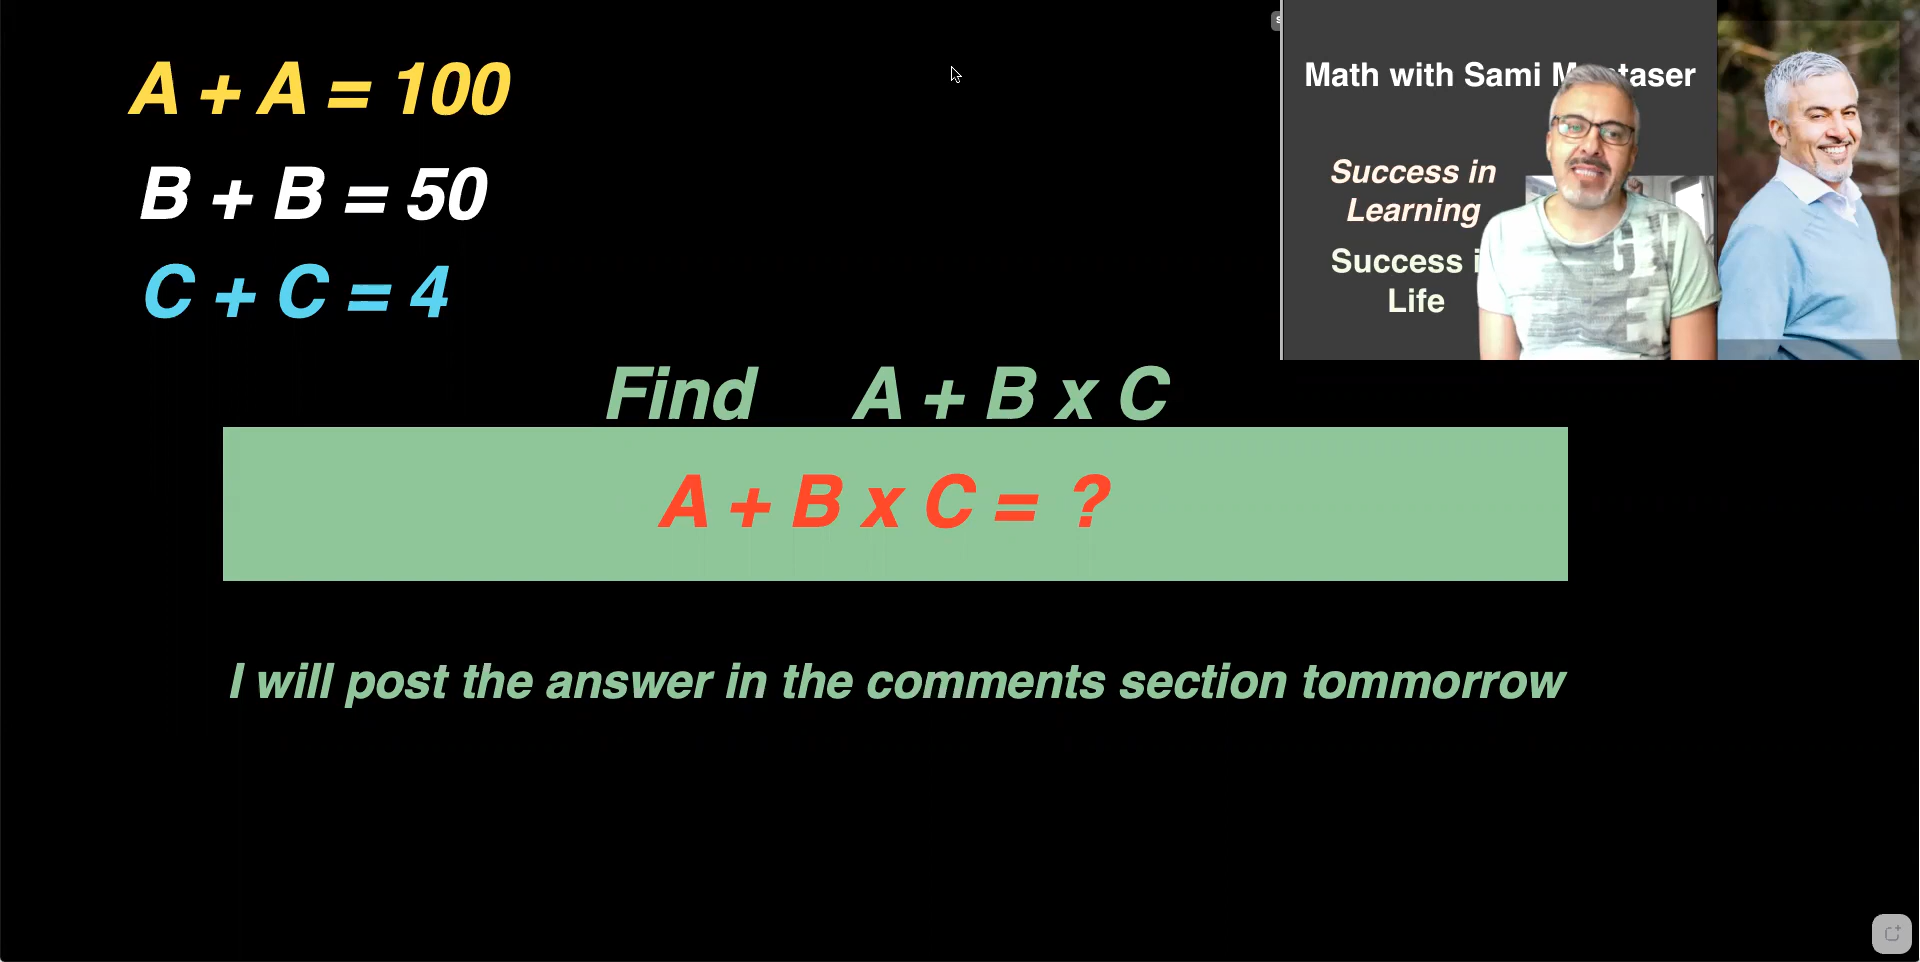 A + A = 100
B + B = 50
C + C = 4
Math with Sami
Success in
Learning
Success
Life
Find A + B x C
A + B x C = ?
I will post the answer in the comments section tommorrow